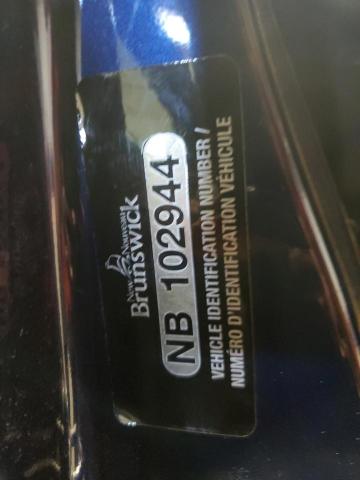 New Nouveau
Brunswick
NB 102944
VEHICLE IDENTIFICATION NUMBER /
NUMÉRO D'IDENTIFICATION VÉHICULE